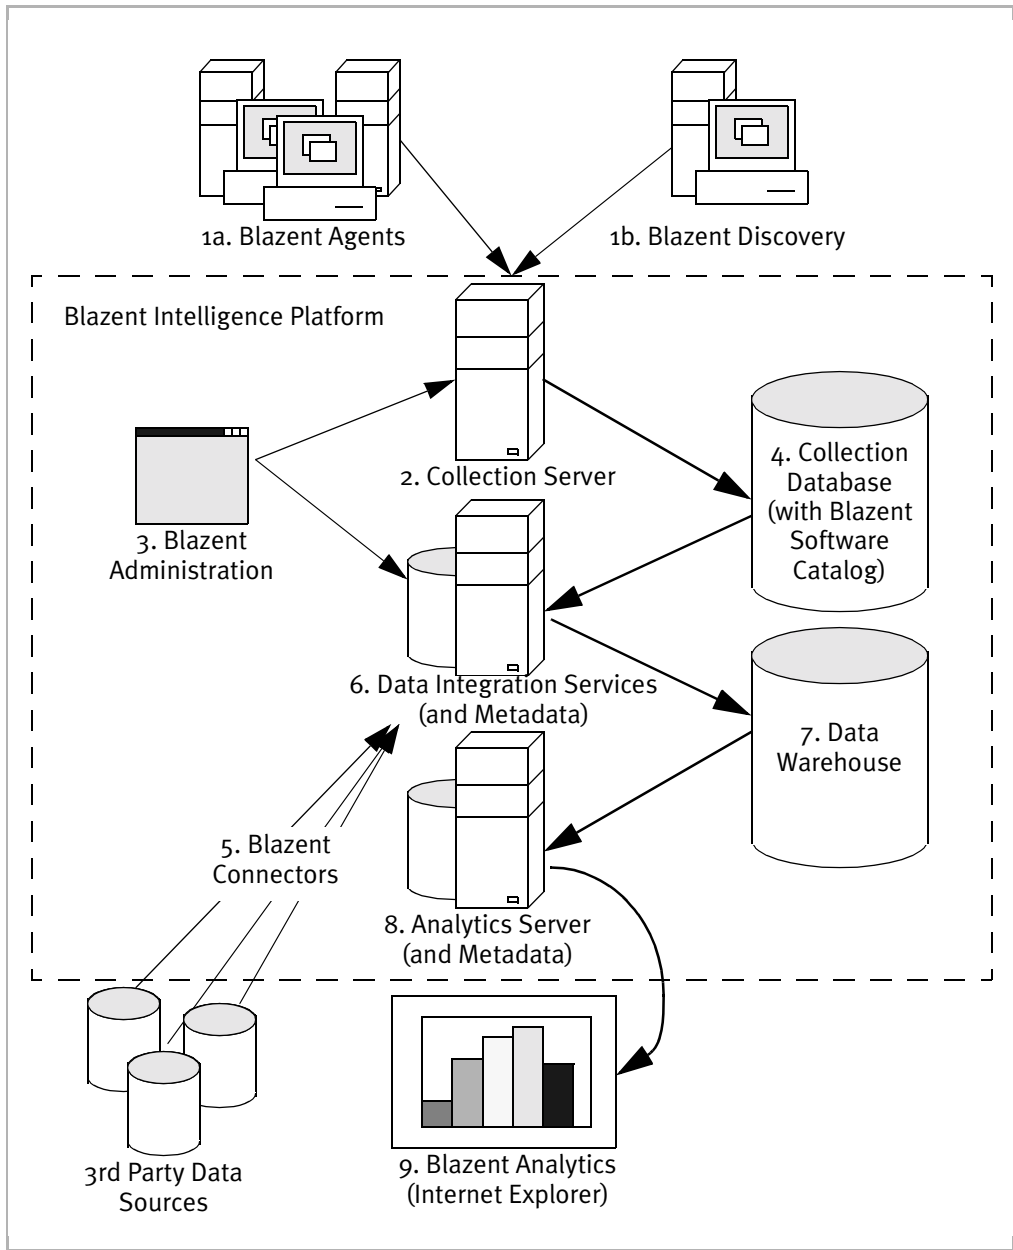 1a. Blazent Agents
1b. Blazent Discovery
Blazent Intelligence Platform
2. Collection Server
3. Blazent
Administration
4. Collection
Database
(with Blazent
Software
Catalog)
6. Data Integration Services
(and Metadata)
7. Data
Warehouse
5. Blazent
Connectors
8. Analytics Server
(and Metadata)
3rd Party Data
Sources
9. Blazent Analytics
(Internet Explorer)